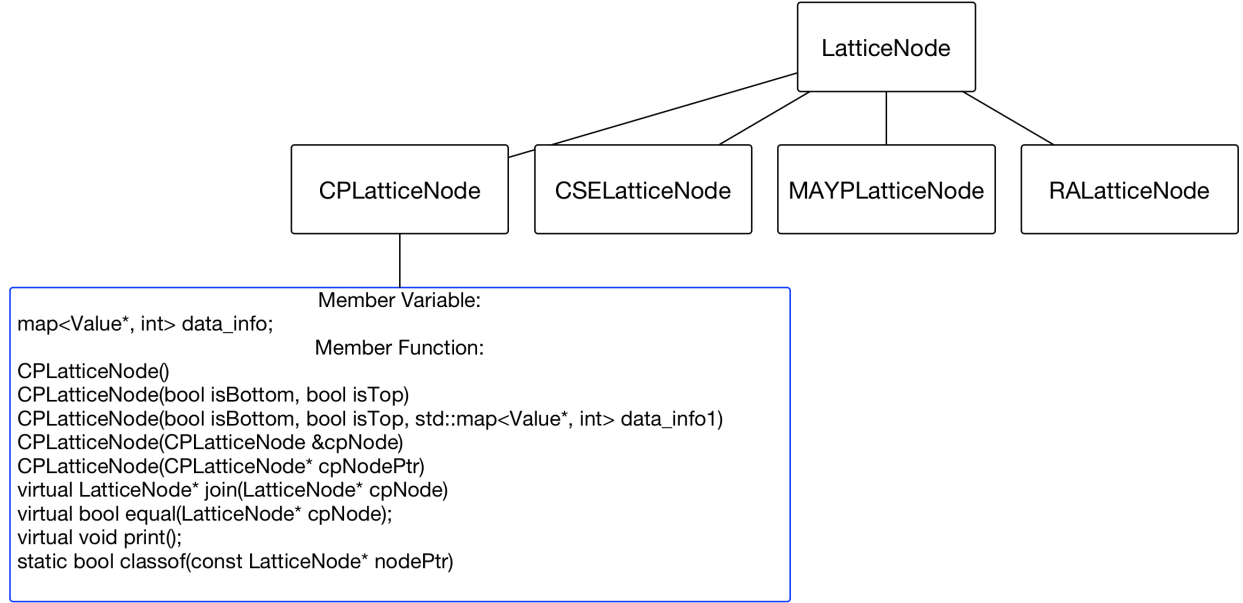 LatticeNode
CPLatticeNode
CSELatticeNode
MAYPLatticeNode
RALatticeNode
Member Variable:
map<Value*, int> data_info;
Member Function:
CPLatticeNode()
CPLatticeNode(bool isBottom, bool isTop)
CPLatticeNode(bool isBottom, bool isTop, std::map<Value*, int> data_info1)
CPLatticeNode(CPLatticeNode &cpNode)
CPLatticeNode(CPLatticeNode* cpNodePtr)
virtual LatticeNode* join(LatticeNode* cpNode)
virtual bool equal(LatticeNode* cpNode);
virtual void print();
static bool classof(const LatticeNode* nodePtr)